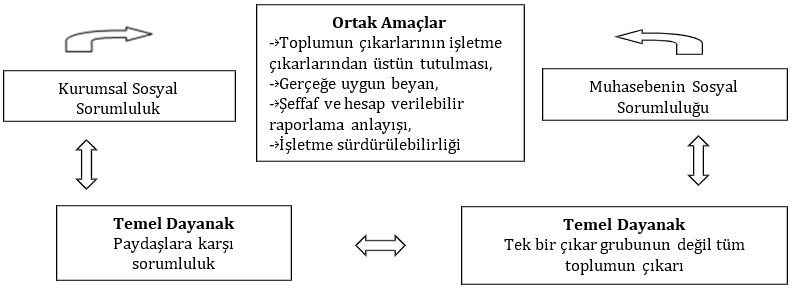 Ortak Amaçlar
->Toplumun çıkarlarının işletme
çıkarlarından üstün tutulması,
->Gerçeğe uygun beyan,
->Şeffaf ve hesap verilebilir
raporlama anlayışı,
->İşletme sürdürülebilirliği
Kurumsal Sosyal
Sorumluluk
Muhasebenin Sosyal
Sorumluluğu
Temel Dayanak
Paydaşlara karşı
sorumluluk
Temel Dayanak
Tek bir çıkar grubunun değil tüm
toplumun çıkarı